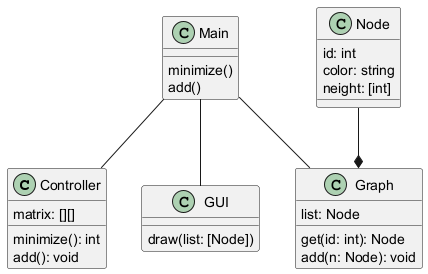 C Main
minimize()
add()
C Node
id: int
color: string
neight: [int]
C Controller
matrix: [][]
minimize(): int
add(): void
C GUI
draw(list: [Node])
C Graph
list: Node
get(id: int): Node
add(n: Node): void